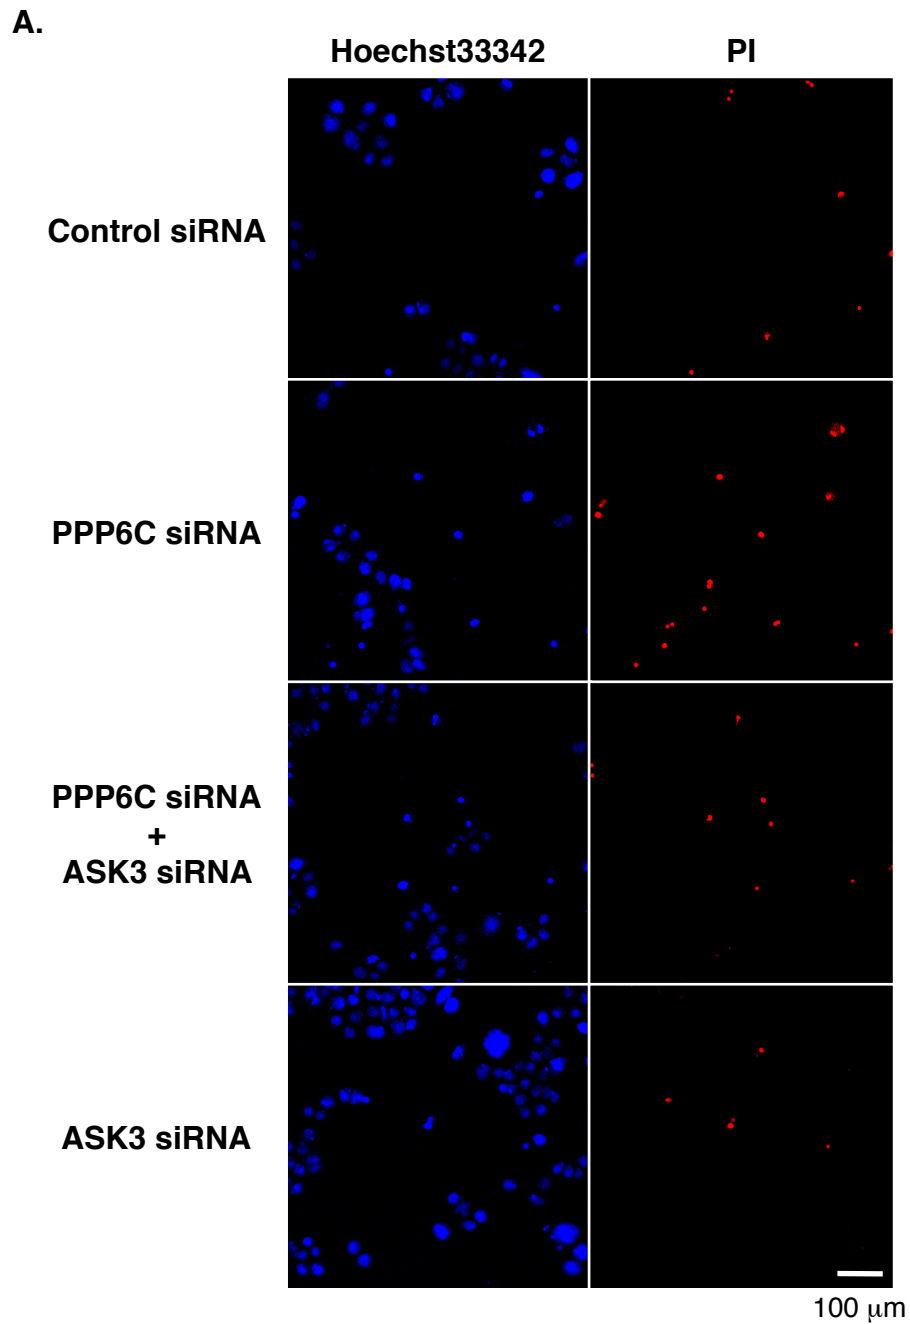 A.
Hoechst33342
PI
Control siRNA
PPP6C siRNA
PPP6C siRNA
+
ASK3 siRNA
ASK3 siRNA
100 μm